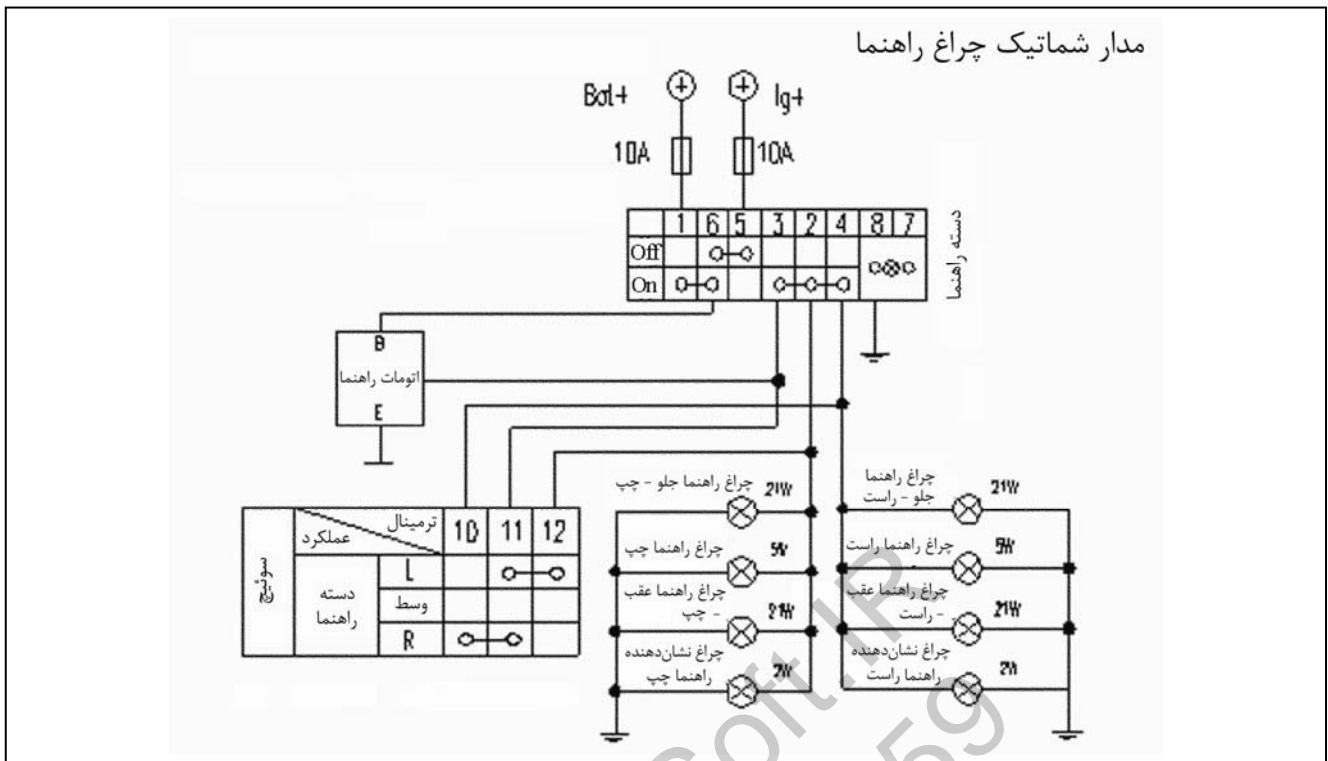 مدار شماتیک چراغ راهنما
Bat+
Ig+
10A
10A
1 6 5 3 2 4 8 7
Off
On
دسته راهنما
B
اتومات راهنما
E
سوئیچ
عملکرد
ترمینال
10 11 12
دسته
راهنما
L
وسط
R
چراغ راهنما جلو - چپ
21W
چراغ راهنما چپ
5W
چراغ راهنما عقب
- چپ
21W
چراغ نشان‌دهنده
راهنما چپ
2W
چراغ راهنما
جلو - راست
21W
چراغ راهنما راست
5W
چراغ راهنما عقب
- راست
21W
چراغ نشان‌دهنده
راهنما راست
2W
Soft.IR
59